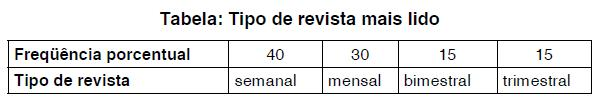 Tabela: Tipo de revista mais lido
Freqüência porcentual 40 30 15 15
Tipo de revista semanal mensal bimestral trimestral